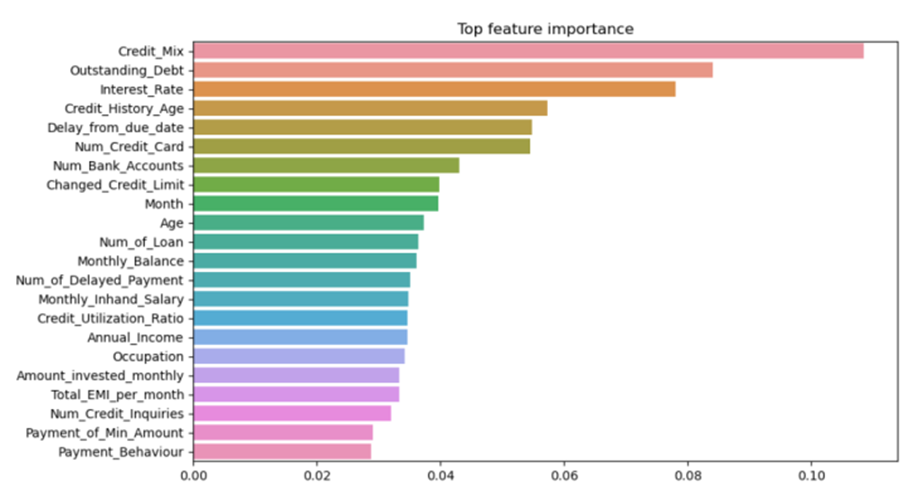 Top feature importance
Credit_Mix
Outstanding_Debt
Interest_Rate
Credit_History_Age
Delay_from_due_date
Num_Credit_Card
Num_Bank_Accounts
Changed_Credit_Limit
Month
Age
Num_of_Loan
Monthly_Balance
Num_of_Delayed_Payment
Monthly_Inhand_Salary
Credit_Utilization_Ratio
Annual_Income
Occupation
Amount_invested_monthly
Total_EMI_per_month
Num_Credit_Inquiries
Payment_of_Min_Amount
Payment_Behaviour
0.00 0.02 0.04 0.06 0.08 0.10